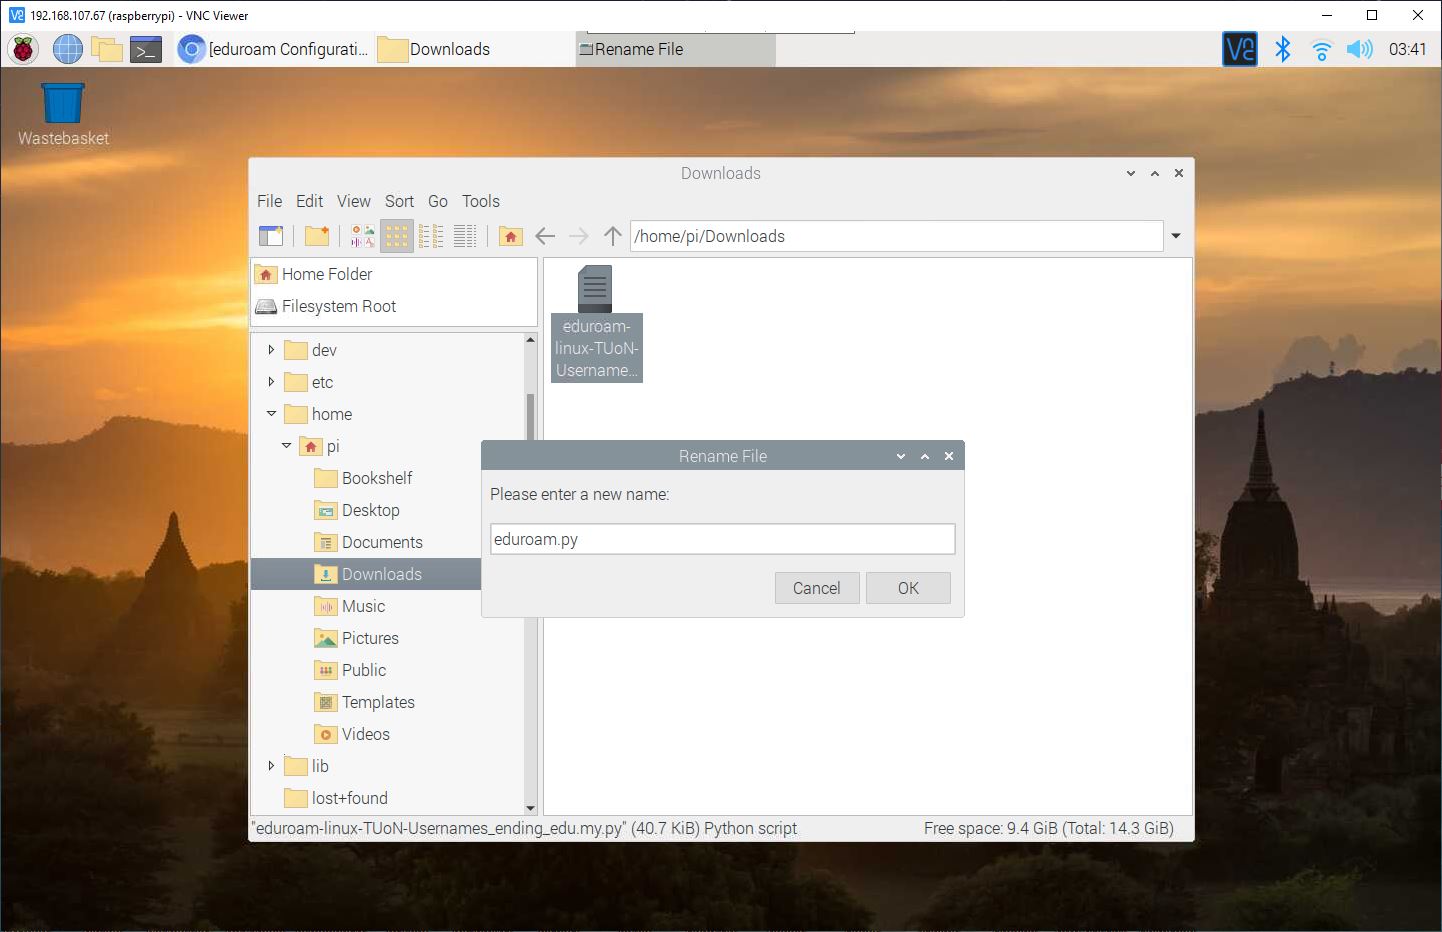 192.168.107.67 (raspberrypi) - VNC Viewer
[eduroam Configurati... Downloads Rename File 03:41
Wastebasket
Downloads
File Edit View Sort Go Tools
/home/pi/Downloads
Home Folder
Filesystem Root
dev
etc
home
pi
Bookshelf
Desktop
Documents
Downloads
Music
Pictures
Public
Templates
Videos
lib
lost+found
eduroam-
linux-TUoN-
Username...
Rename File
Please enter a new name:
eduroam.py
Cancel OK
"eduroam-linux-TUoN-Usernames_ending_edu.my.py" (40.7 KiB) Python script Free space: 9.4 GiB (Total: 14.3 GiB)